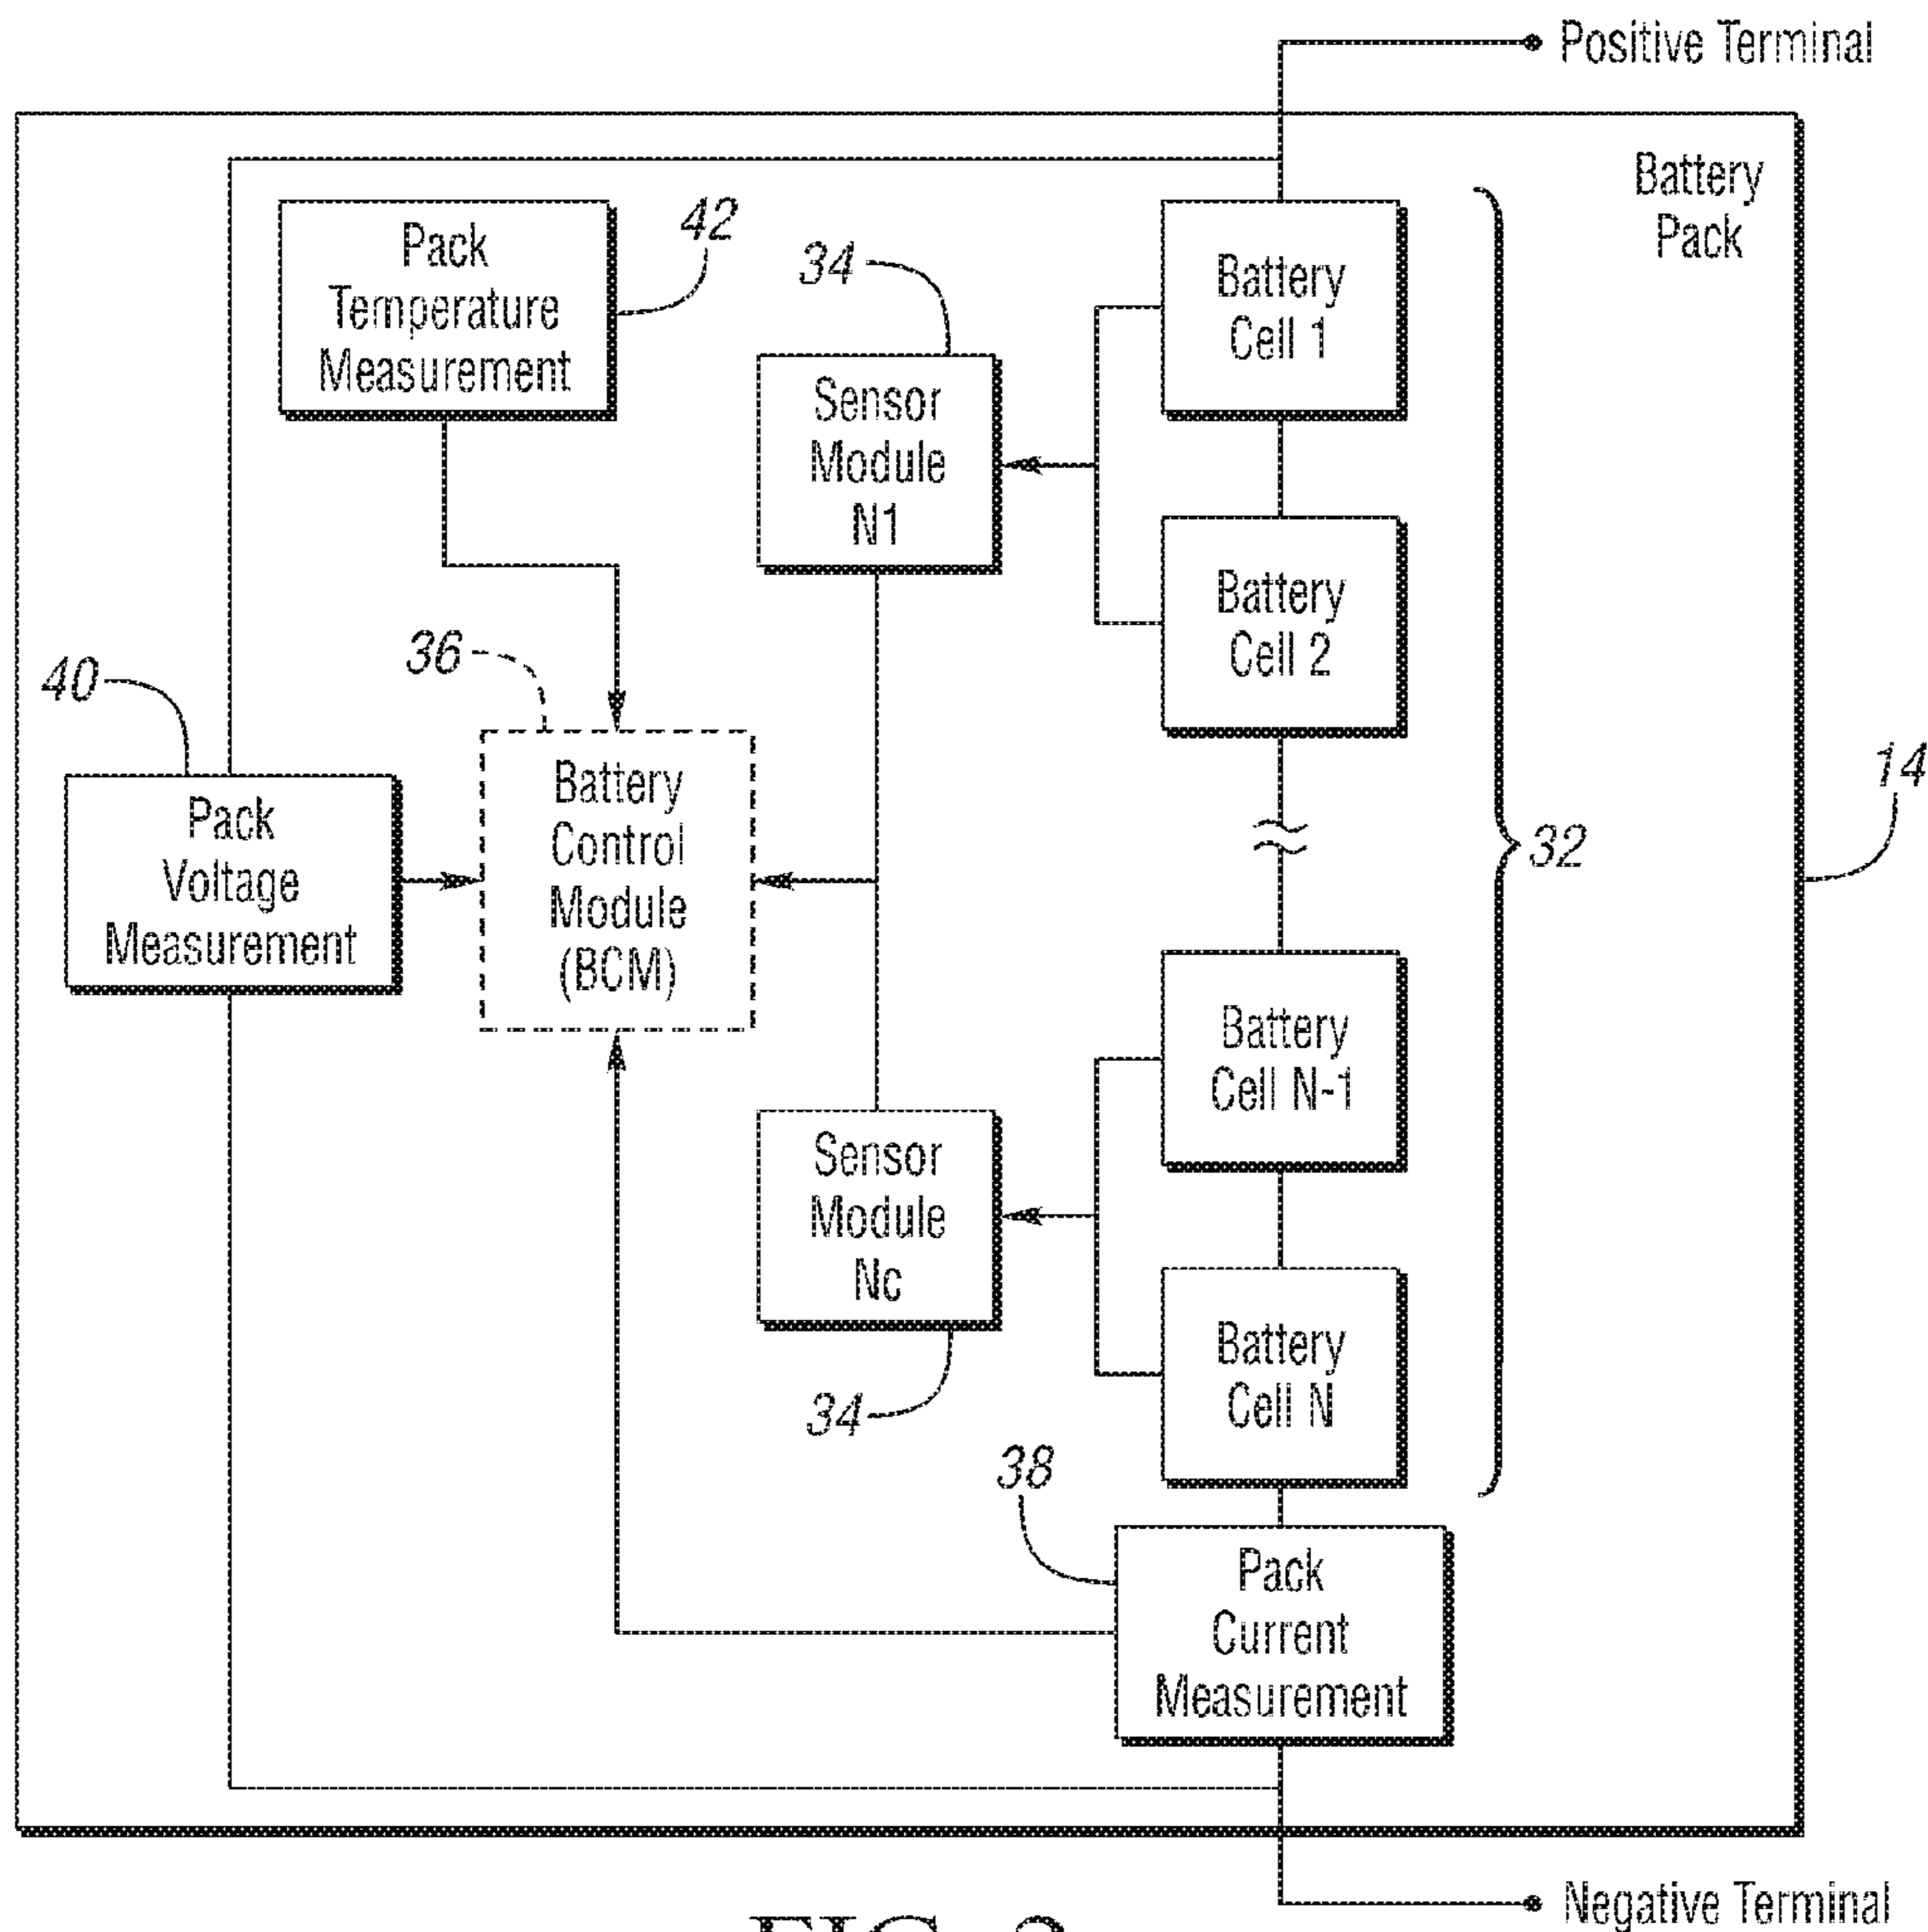 Positive Terminal
Battery
Pack
Pack
Temperature
Measurement
42
34
Battery
Cell 1
Sensor
Module
N1
Battery
Cell 2
36
40
Battery
Control
Module
(BCM)
Pack
Voltage
Measurement
14
32
Battery
Cell N-1
Sensor
Module
Nc
34
Battery
Cell N
38
Pack
Current
Measurement
Negative Terminal